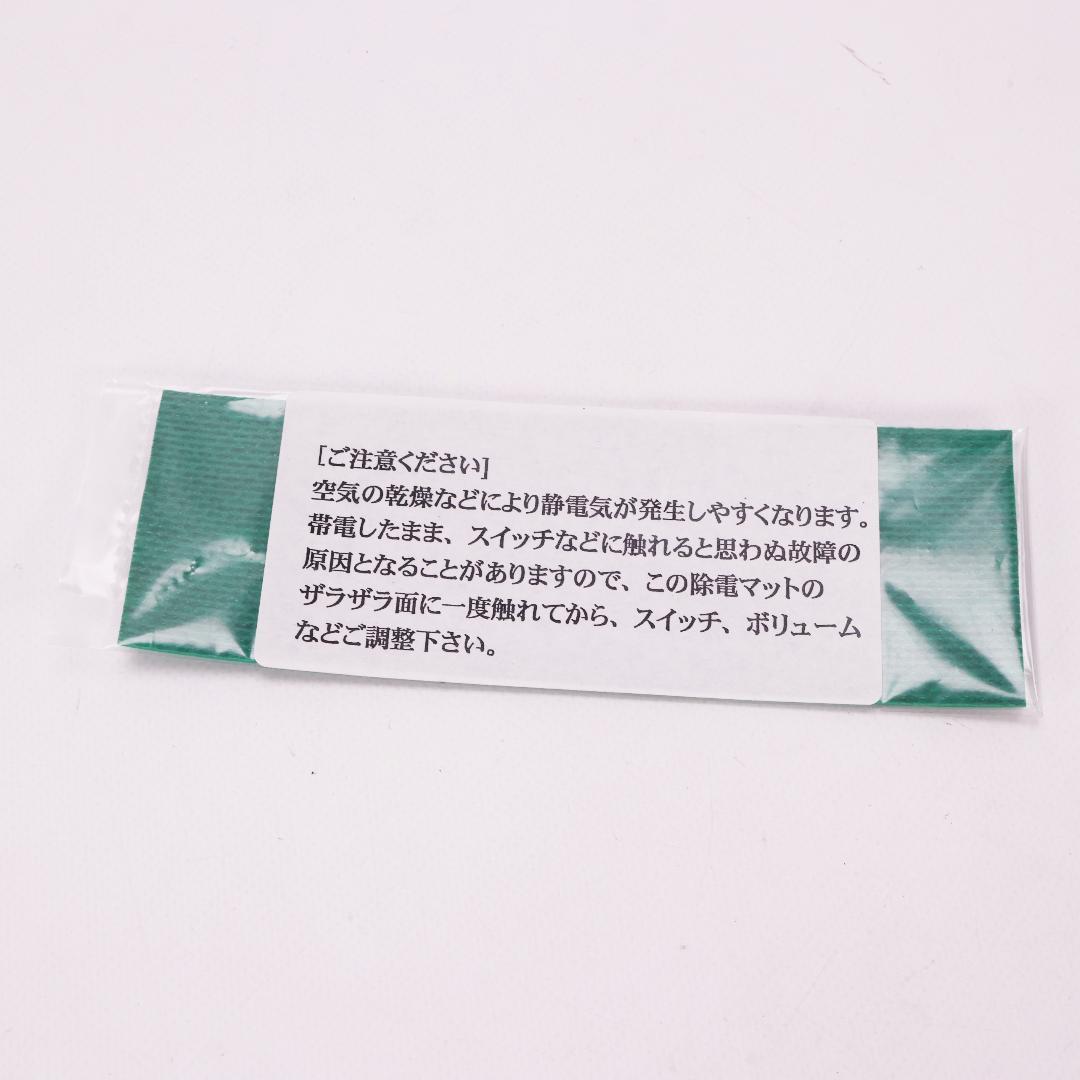 [ご注意ください]
空気の乾燥などにより静電気が発生しやすくなります。
帯電したまま、スイッチなどに触れると思わぬ故障の
原因となることがありますので、この除電マットの
ザラザラ面に一度触れてから、スイッチ、ボリューム
などご調整下さい。